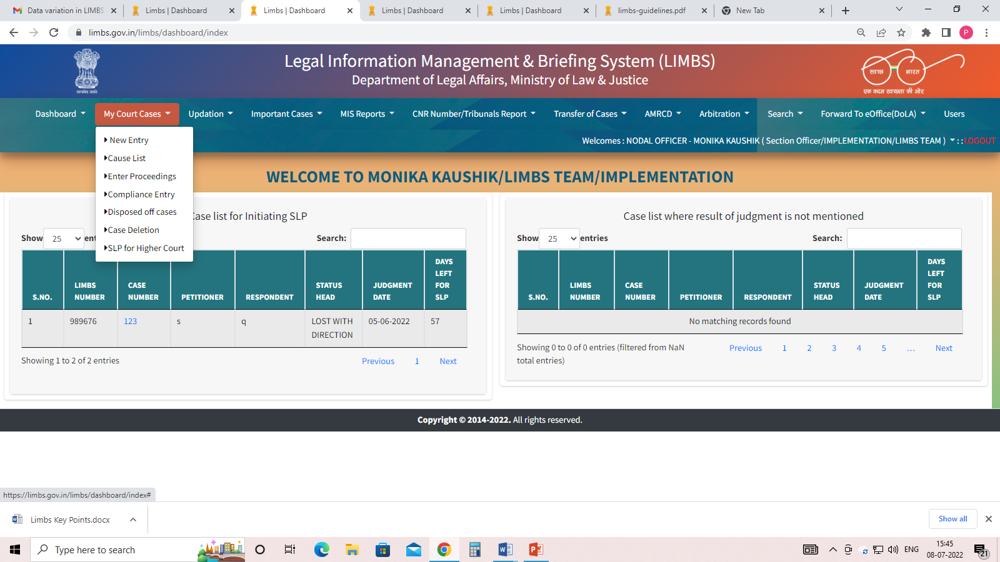 Data variation in LIMBS
Limbs | Dashboard
Limbs | Dashboard
Limbs | Dashboard
Limbs | Dashboard
limbs-guidelines.pdf
New Tab
limbs.gov.in/limbs/dashboard/index
P
सत्यमेव जयते
Legal Information Management & Briefing System (LIMBS)
Department of Legal Affairs, Ministry of Law & Justice
स्वच्छ भारत
एक कदम स्वच्छता की ओर
Dashboard My Court Cases Updation Important Cases MIS Reports CNR Number/Tribunals Report Transfer of Cases AMRCD Arbitration Search Forward To eOffice(DoLA) Users
Welcomes : NODAL OFFICER - MONIKA KAUSHIK ( Section Officer/IMPLEMENTATION/LIMBS TEAM ) : : LOGOUT
New Entry
Cause List
Enter Proceedings
Compliance Entry
Disposed off cases
Case Deletion
SLP for Higher Court
WELCOME TO MONIKA KAUSHIK/LIMBS TEAM/IMPLEMENTATION
Case list for Initiating SLP
Show 25 ent Search:
S.NO. LIMBS NUMBER CASE NUMBER PETITIONER RESPONDENT STATUS HEAD JUDGMENT DATE DAYS LEFT FOR SLP
1 989676 123 s q LOST WITH DIRECTION 05-06-2022 57
Showing 1 to 2 of 2 entries
Previous 1 Next
Case list where result of judgment is not mentioned
Show 25 entries Search:
S.NO. LIMBS NUMBER CASE NUMBER PETITIONER RESPONDENT STATUS HEAD JUDGMENT DATE DAYS LEFT FOR SLP
No matching records found
Showing 0 to 0 of 0 entries (filtered from NaN
total entries)
Previous 1 2 3 4 5 ... Next
Copyright © 2014-2022. All rights reserved.
https://limbs.gov.in/limbs/dashboard/index#
Limbs Key Points.docx
Show all
Type here to search
ENG
15:45
08-07-2022
21